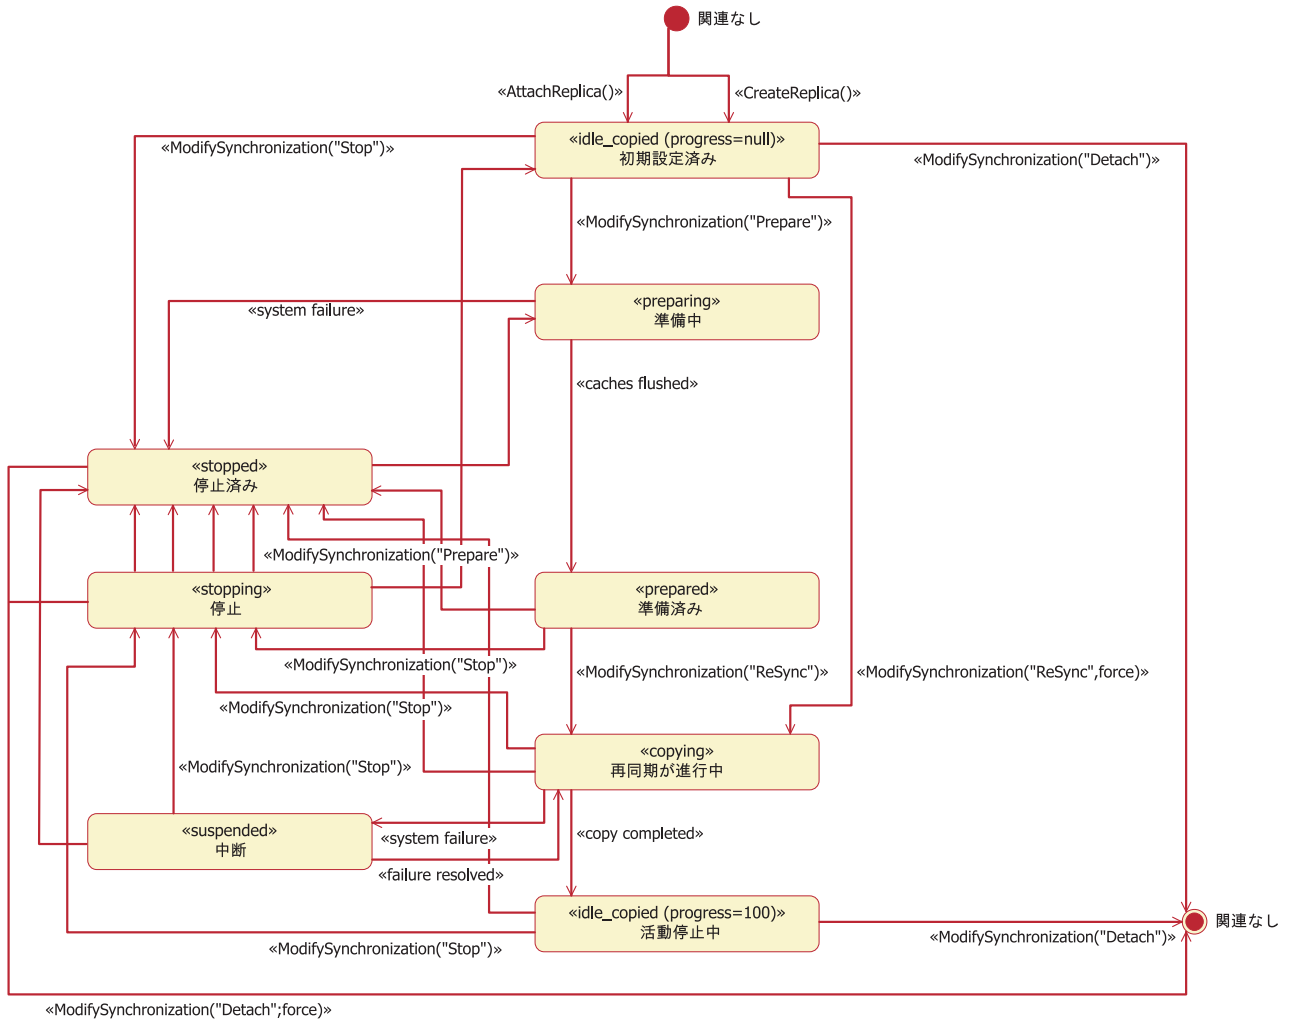 関連なし
«AttachReplica()»
«CreateReplica()»
«idle_copied (progress=null)»
初期設定済み
«ModifySynchronization("Stop")»
«ModifySynchronization("Detach")»
«ModifySynchronization("Prepare")»
«preparing»
準備中
«system failure»
«caches flushed»
«stopped»
停止済み
«ModifySynchronization("Prepare")»
«stopping»
停止
«prepared»
準備済み
«ModifySynchronization("Stop")»
«ModifySynchronization("ReSync")»
«ModifySynchronization("ReSync",force)»
«ModifySynchronization("Stop")»
«copying»
再同期が進行中
«ModifySynchronization("Stop")»
«suspended»
中断
«system failure»
«copy completed»
«failure resolved»
«idle_copied (progress=100)»
活動停止中
関連なし
«ModifySynchronization("Detach")»
«ModifySynchronization("Stop")»
«ModifySynchronization("Detach";force)»